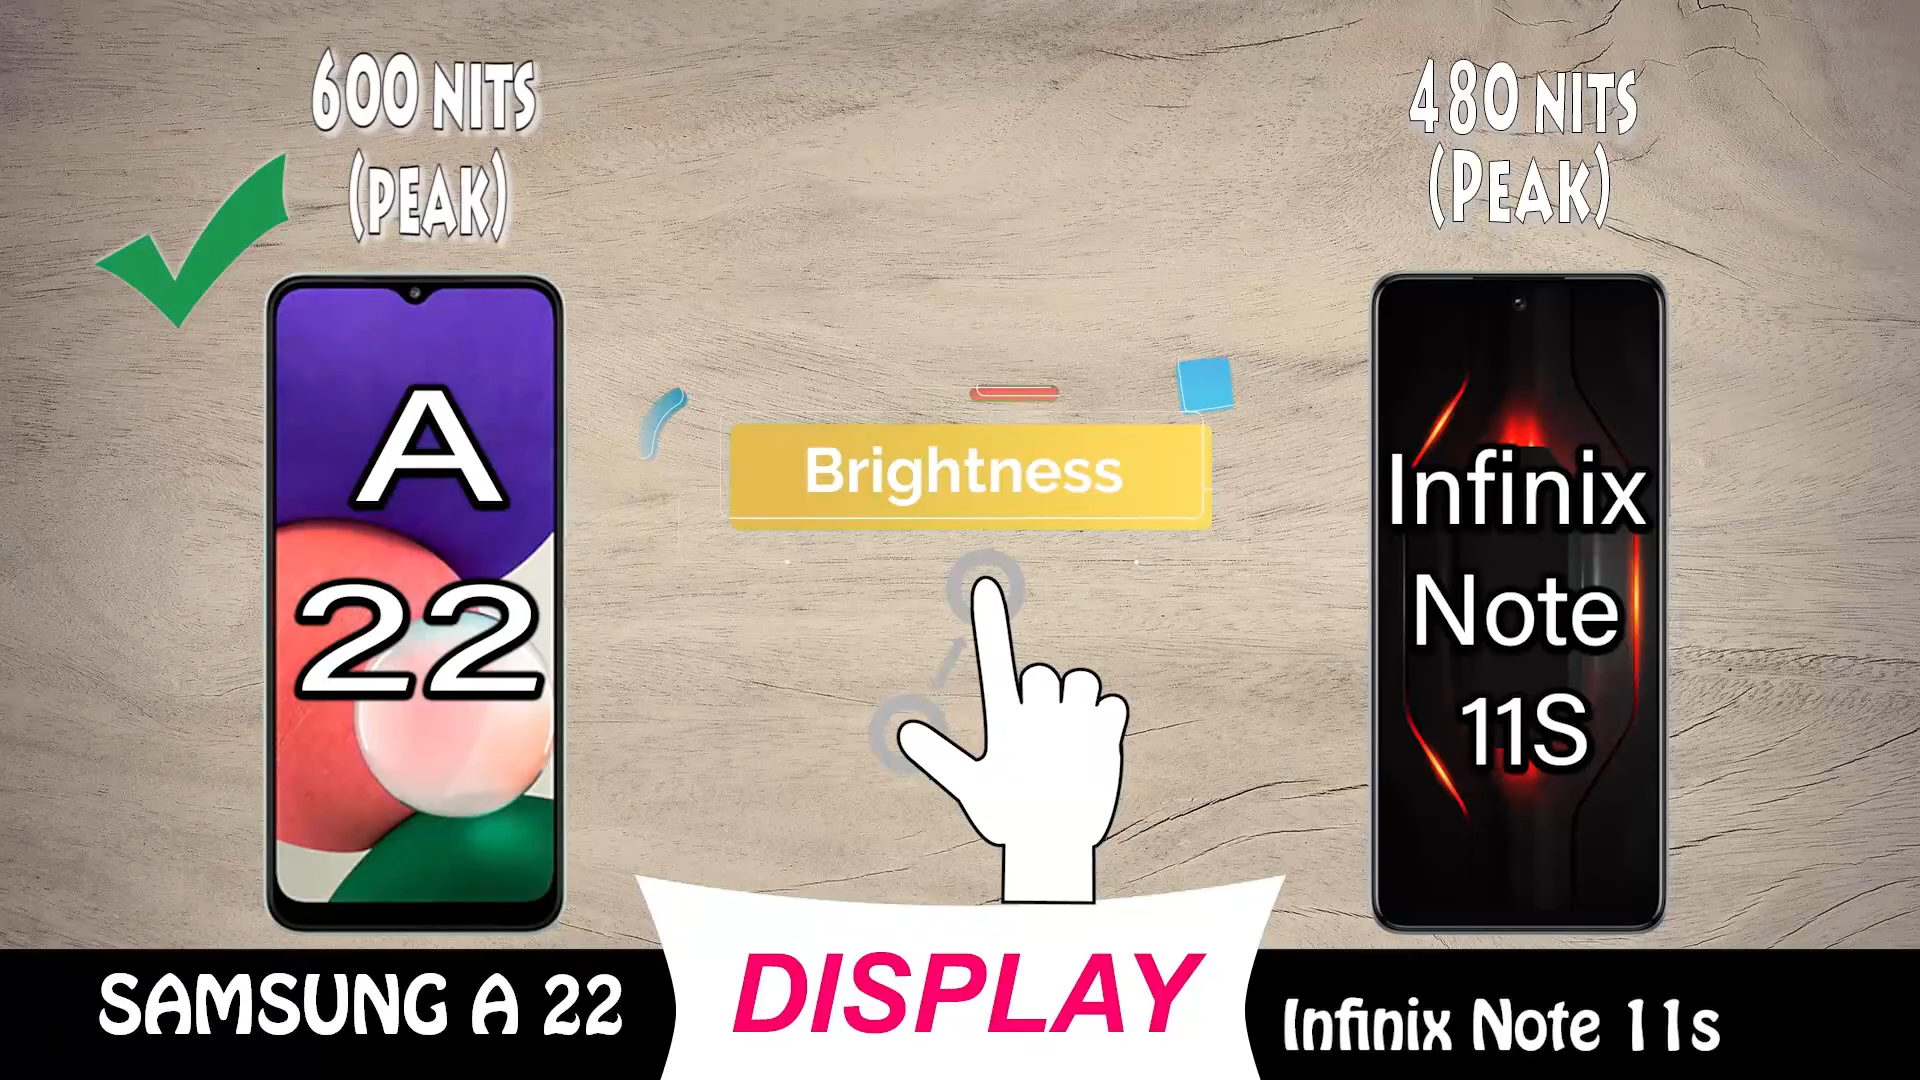 600 NITS
(PEAK)
480 NITS
(PEAK)
A
22
Brightness
Infinix
Note
11S
SAMSUNG A 22
DISPLAY
Infinix Note 11s